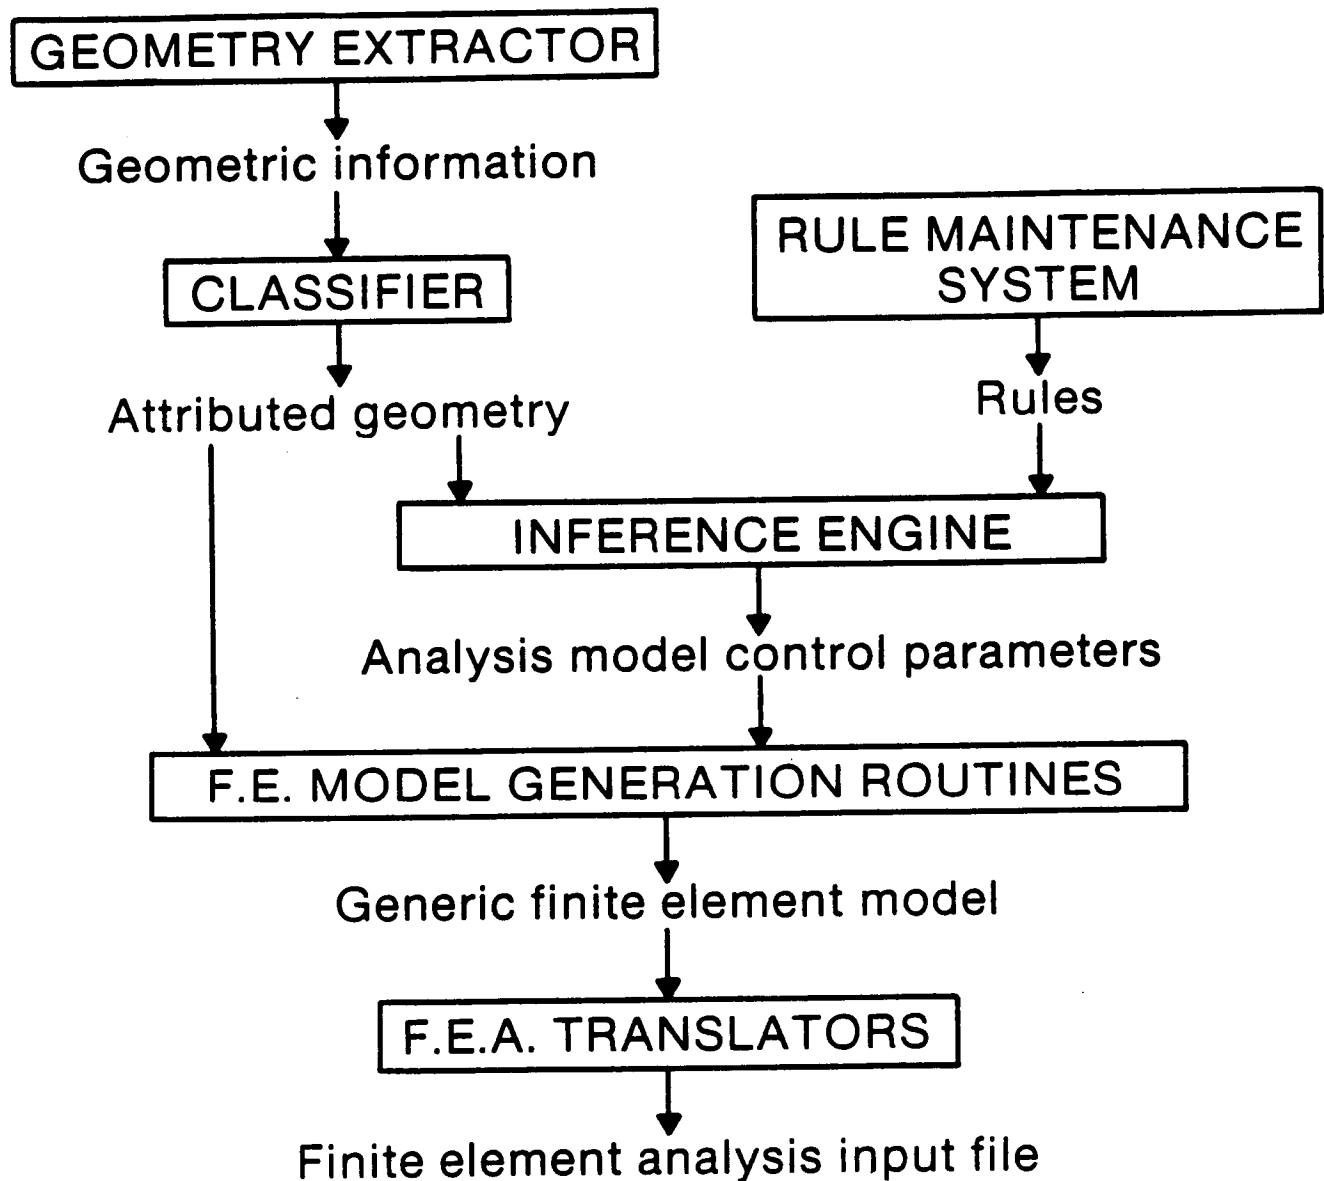 GEOMETRY EXTRACTOR
Geometric information
RULE MAINTENANCE
SYSTEM
CLASSIFIER
Attributed geometry
Rules
INFERENCE ENGINE
Analysis model control parameters
F.E. MODEL GENERATION ROUTINES
Generic finite element model
F.E.A. TRANSLATORS
Finite element analysis input file